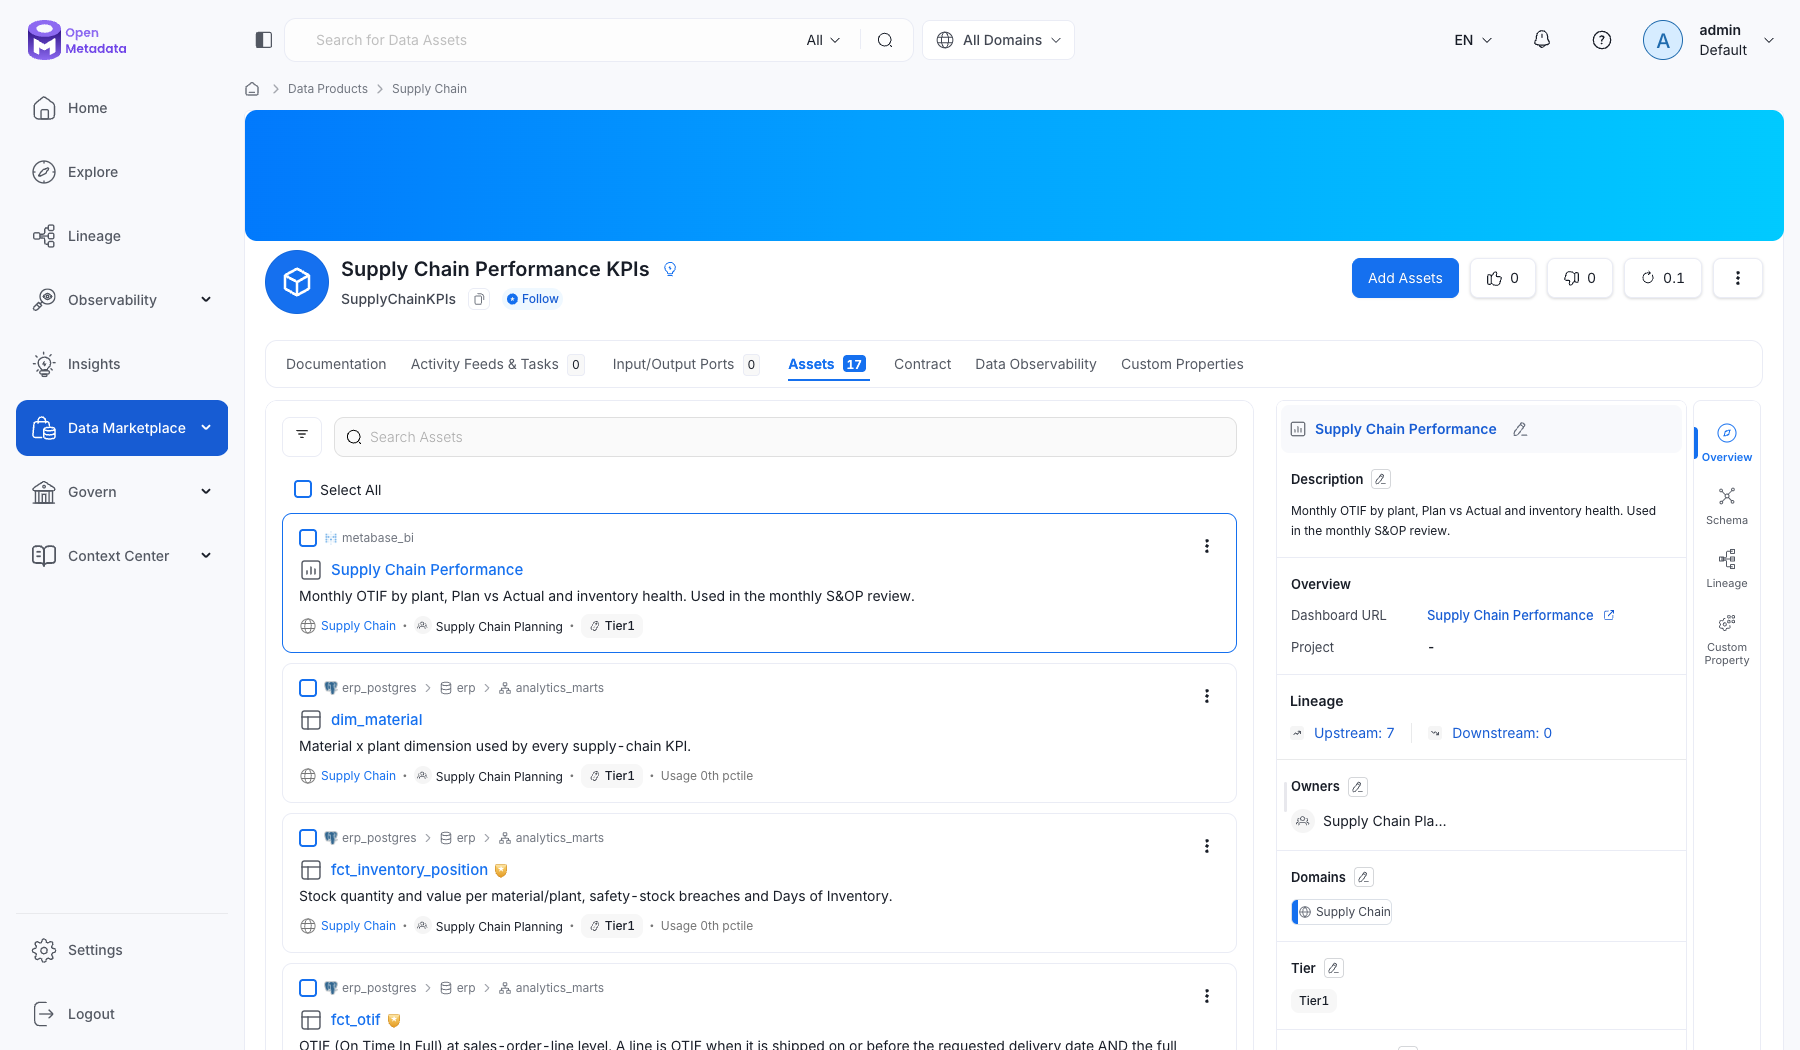 Open
Metadata
Search for Data Assets
All
All Domains
EN
A
admin
Default
Home
Explore
Lineage
Observability
Insights
Data Marketplace
Govern
Context Center
Settings
Logout
Data Products
Supply Chain
Supply Chain Performance KPIs
SupplyChainKPIs
Follow
Add Assets
0
0
0.1
Documentation
Activity Feeds & Tasks 0
Input/Output Ports 0
Assets 17
Contract
Data Observability
Custom Properties
Search Assets
Select All
metabase_bi
Supply Chain Performance
Monthly OTIF by plant, Plan vs Actual and inventory health. Used in the monthly S&OP review.
Supply Chain • Supply Chain Planning • Tier1
erp_postgres > erp > analytics_marts
dim_material
Material x plant dimension used by every supply-chain KPI.
Supply Chain • Supply Chain Planning • Tier1 • Usage 0th pctile
erp_postgres > erp > analytics_marts
fct_inventory_position
Stock quantity and value per material/plant, safety-stock breaches and Days of Inventory.
Supply Chain • Supply Chain Planning • Tier1 • Usage 0th pctile
erp_postgres > erp > analytics_marts
fct_otif
OTIF (On Time In Full) at sales-order-line level. A line is OTIF when it is shipped on or before the requested delivery date AND the full
Supply Chain Performance
Description
Monthly OTIF by plant, Plan vs Actual and inventory health. Used
in the monthly S&OP review.
Overview
Dashboard URL Supply Chain Performance
Project -
Lineage
Upstream: 7 Downstream: 0
Owners
Supply Chain Pla...
Domains
Supply Chain
Tier
Tier1
Overview
Schema
Lineage
Custom
Property